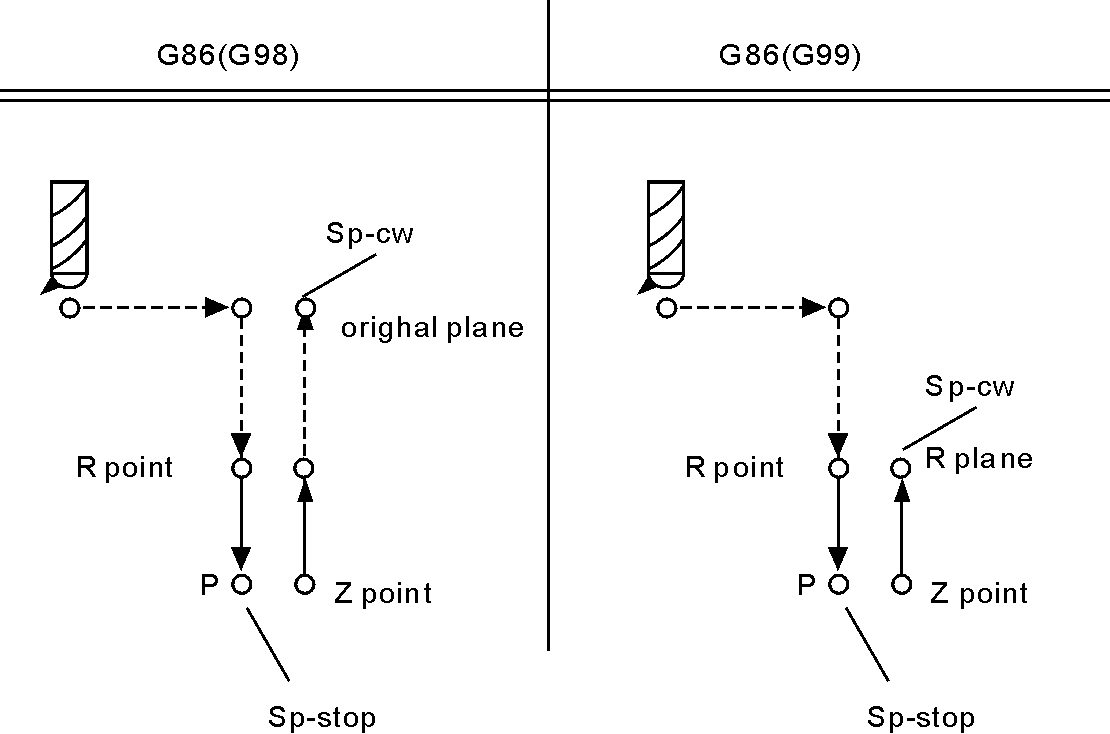 G86(G98)
G86(G99)
Sp-cw
orighal plane
R point
P
Z point
Sp-stop
Sp-cw
R plane
R point
P
Z point
Sp-stop